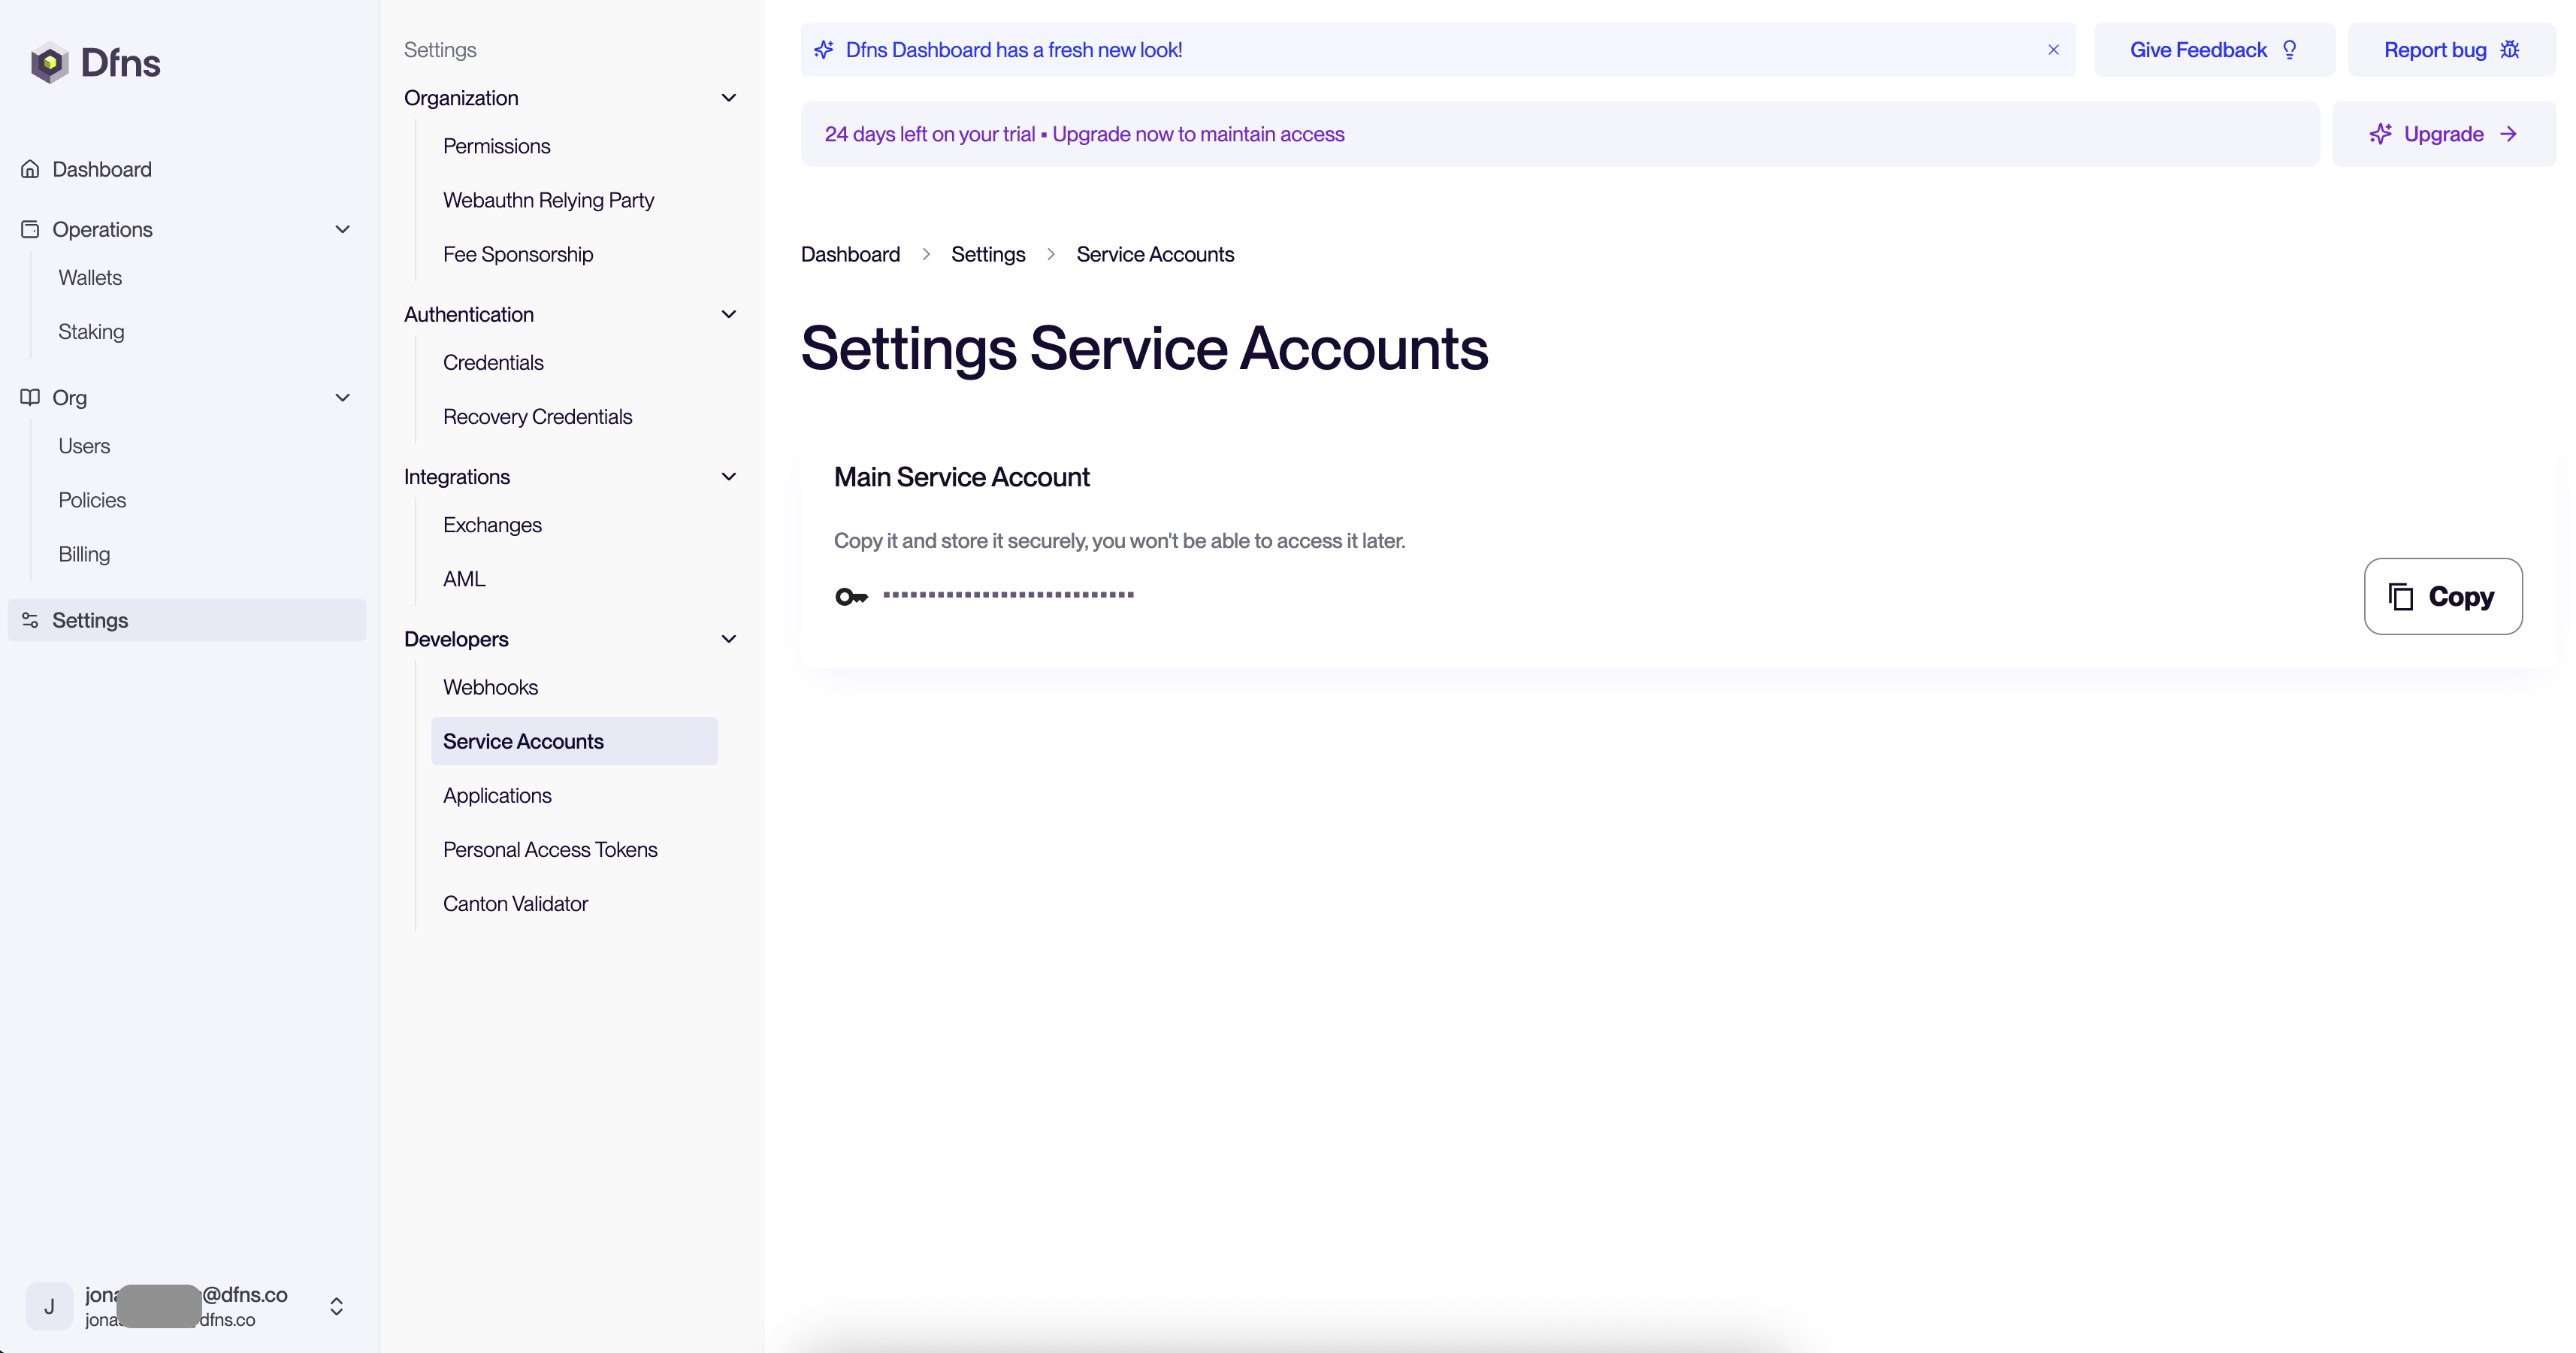 Dfns
Dashboard
Operations
Wallets
Staking
Org
Users
Policies
Billing
Settings
J
jona @dfns.co
jona dfns.co
Settings
Organization
Permissions
Webauthn Relying Party
Fee Sponsorship
Authentication
Credentials
Recovery Credentials
Integrations
Exchanges
AML
Developers
Webhooks
Service Accounts
Applications
Personal Access Tokens
Canton Validator
Dfns Dashboard has a fresh new look!
Give Feedback
Report bug
24 days left on your trial ▪ Upgrade now to maintain access
Upgrade
Dashboard > Settings > Service Accounts
Settings Service Accounts
Main Service Account
Copy it and store it securely, you won't be able to access it later.
Copy